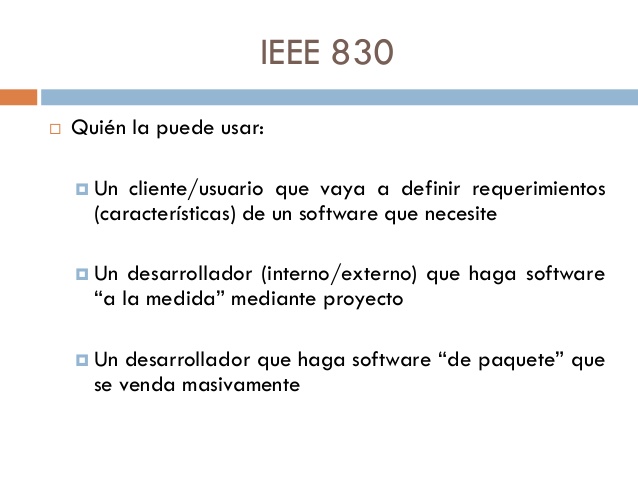 IEEE 830
Quién la puede usar:
Un cliente/usuario que vaya a definir requerimientos
(características) de un software que necesite
Un desarrollador (interno/externo) que haga software
“a la medida” mediante proyecto
Un desarrollador que haga software “de paquete” que
se venda masivamente